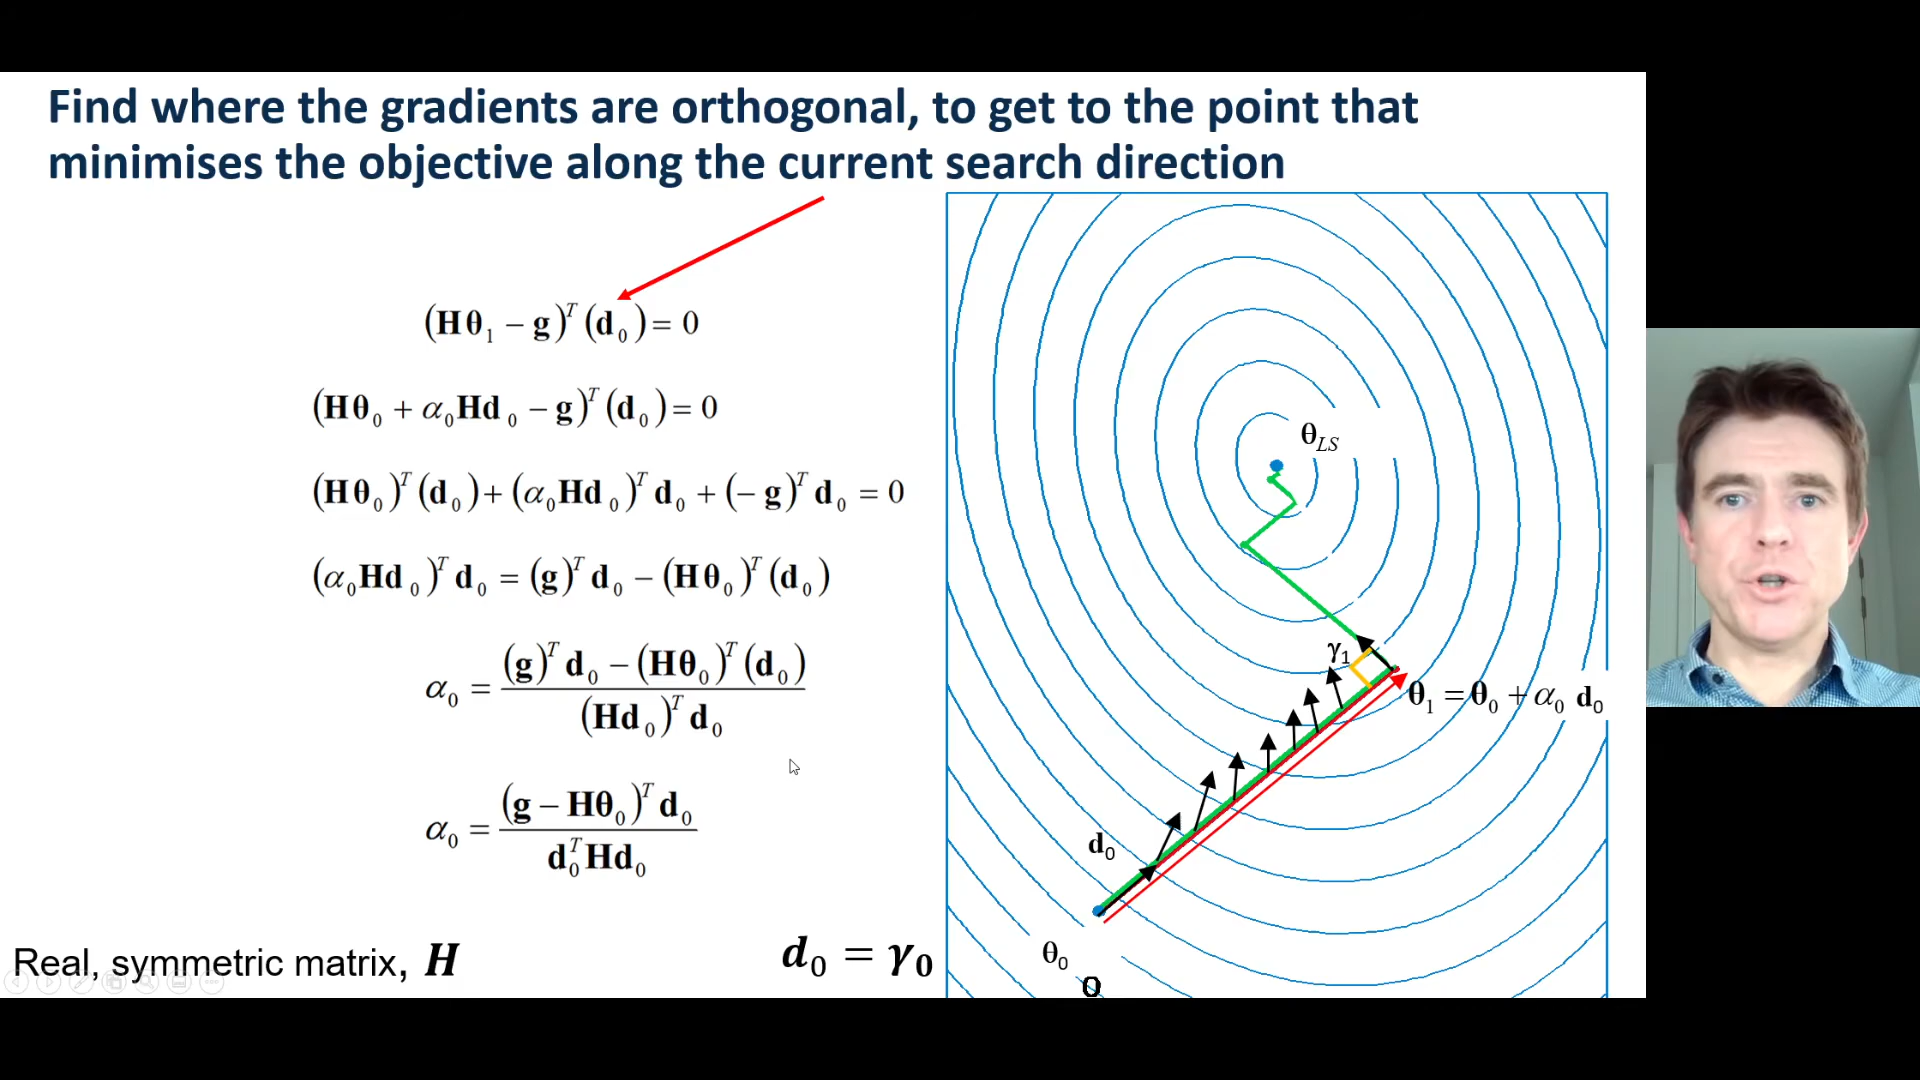 Find where the gradients are orthogonal, to get to the point that
minimises the objective along the current search direction
(Hθ₁ − g)ᵀ(d₀) = 0
(Hθ₀ + α₀Hd₀ − g)ᵀ(d₀) = 0
(Hθ₀)ᵀ(d₀) + (α₀Hd₀)ᵀd₀ + (−g)ᵀd₀ = 0
(α₀Hd₀)ᵀd₀ = (g)ᵀd₀ − (Hθ₀)ᵀ(d₀)
α₀ = ((g)ᵀd₀ − (Hθ₀)ᵀ(d₀)) / ((Hd₀)ᵀd₀)
α₀ = ((g − Hθ₀)ᵀd₀) / (d₀ᵀHd₀)
Real, symmetric matrix, H
d₀ = γ₀
θ_LS
γ₁
θ₁ = θ₀ + α₀ d₀
d₀
θ₀
0